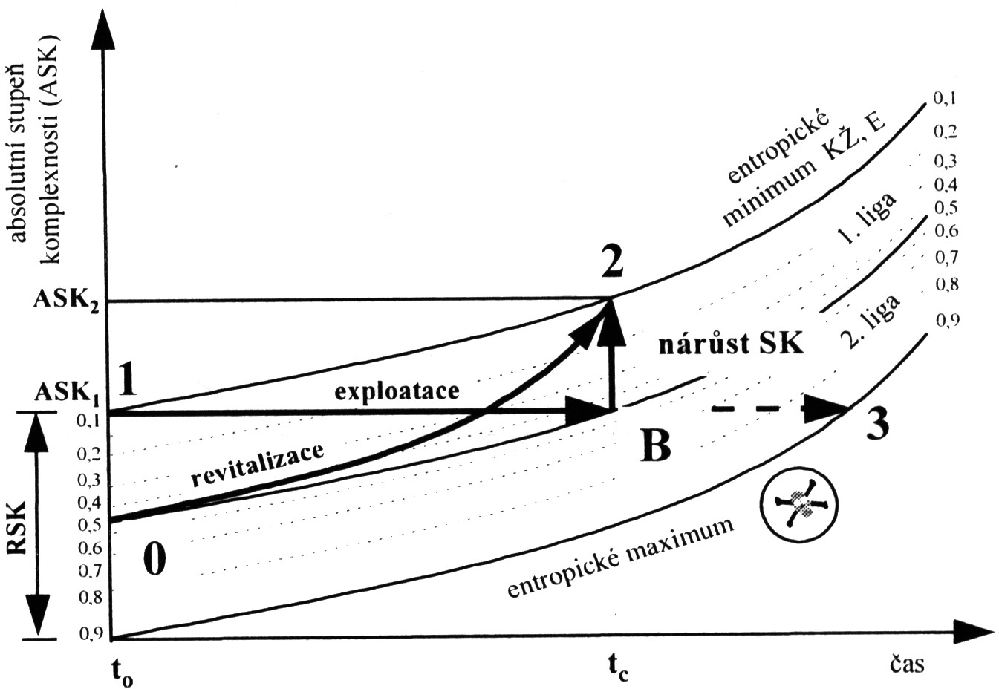 absolutní stupeň
komplexnosti (ASK)
entropické
minimum KŽ, E
0,1
0,2
0,3
0,4
0,5
0,6
0,7
0,8
0,9
1. liga
2. liga
2
ASK₂
nárůst SK
1
ASK₁
exploatace
B
3
revitalizace
0
RSK
0,1
0,2
0,3
0,4
0,5
0,6
0,7
0,8
0,9
entropické maximum
t₀
t_c
čas